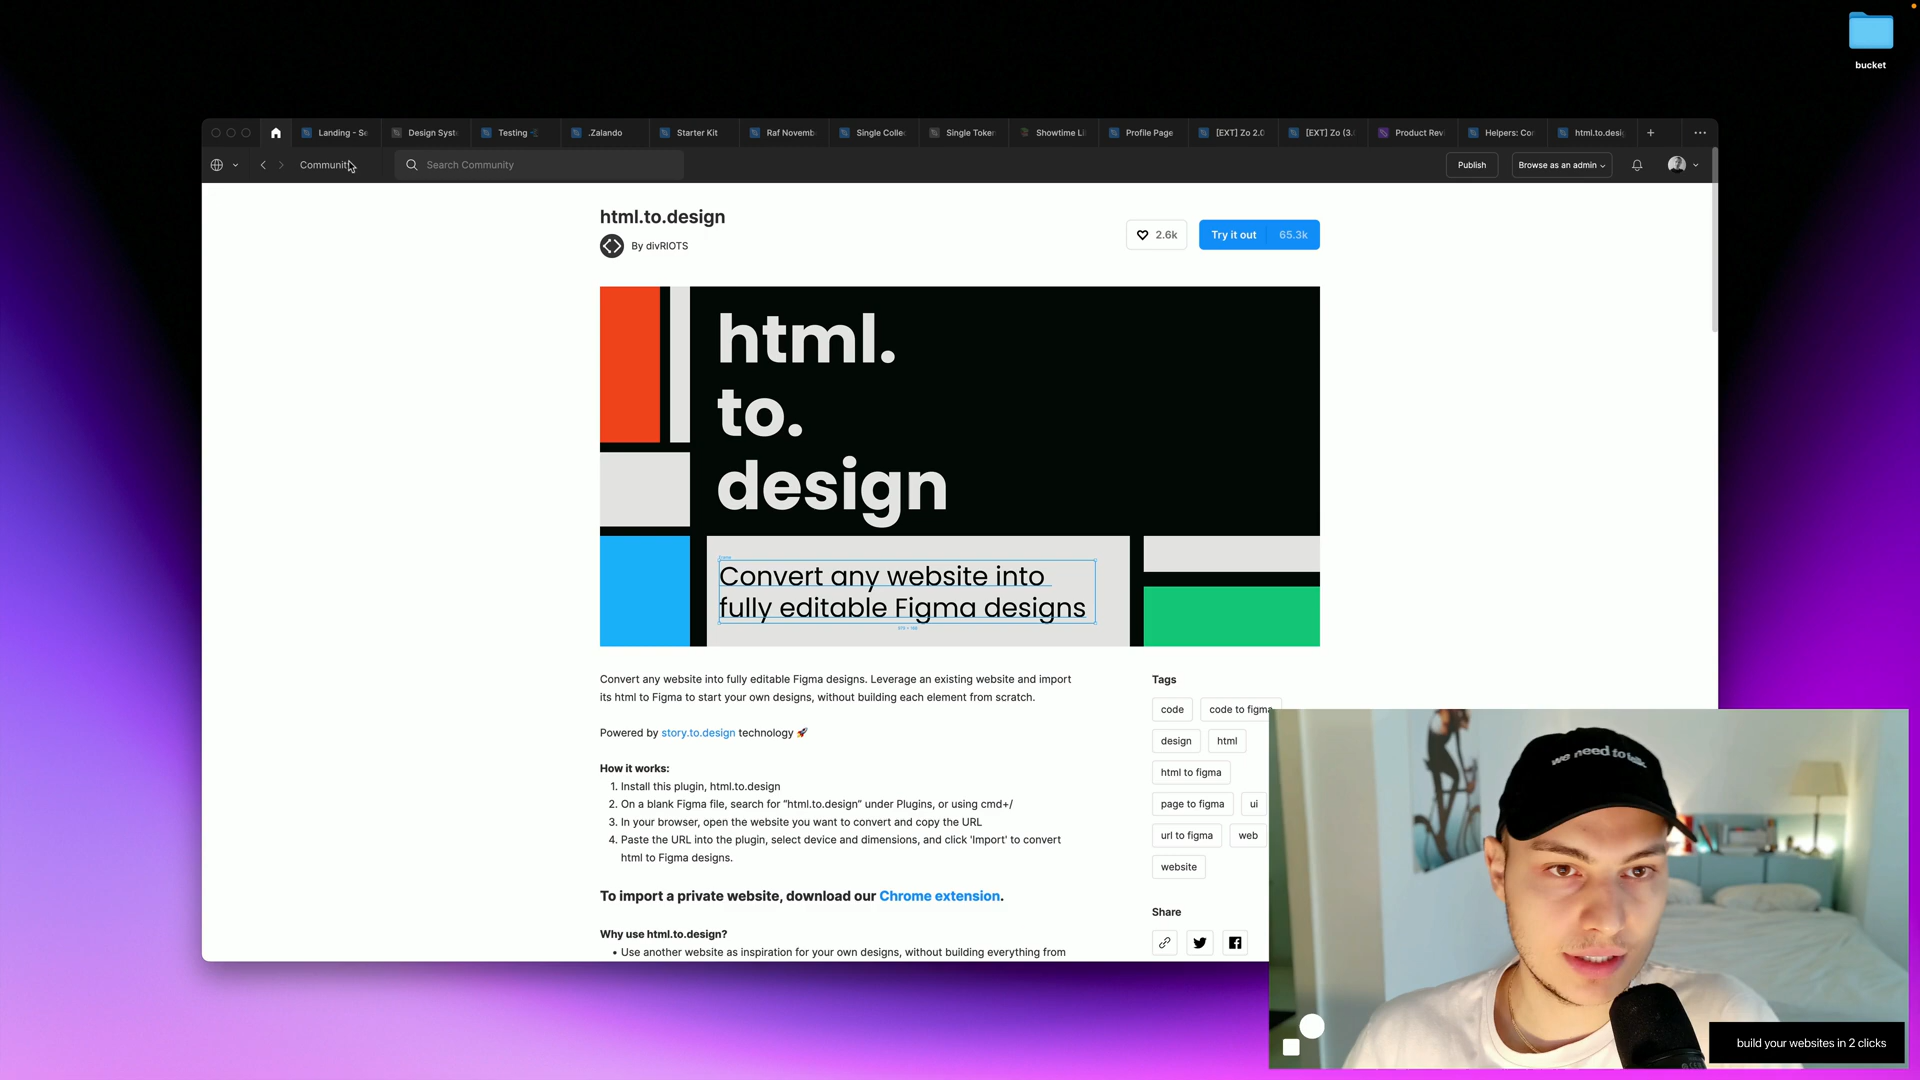 bucket
Landing - Se
Design Syst
Testing
.Zalando
Starter Kit
Raf Novemb
Single Colle
Single Token
Showtime Li
Profile Page
[EXT] Zo 2.0
[EXT] Zo (3.
Product Revi
Helpers: Cor
html.to.desig
Community
Search Community
Publish
Browse as an admin
html.to.design
By divRIOTS
2.6k
Try it out
65.3k
html.
to.
design
Convert any website into
fully editable Figma designs
Convert any website into fully editable Figma designs. Leverage an existing website and import
its html to Figma to start your own designs, without building each element from scratch.
Powered by story.to.design technology 🚀
How it works:
1. Install this plugin, html.to.design
2. On a blank Figma file, search for “html.to.design” under Plugins, or using cmd+/
3. In your browser, open the website you want to convert and copy the URL
4. Paste the URL into the plugin, select device and dimensions, and click 'Import' to convert
html to Figma designs.
To import a private website, download our Chrome extension.
Why use html.to.design?
• Use another website as inspiration for your own designs, without building everything from
Tags
code
code to figma
design
html
html to figma
page to figma
ui
url to figma
web
website
Share
we need to talk.
build your websites in 2 clicks